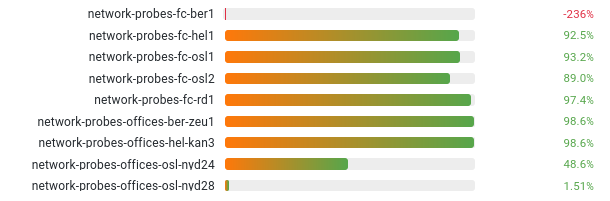 network-probes-fc-ber1 -236%
network-probes-fc-hel1 92.5%
network-probes-fc-osl1 93.2%
network-probes-fc-osl2 89.0%
network-probes-fc-rd1 97.4%
network-probes-offices-ber-zeu1 98.6%
network-probes-offices-hel-kan3 98.6%
network-probes-offices-osl-nyd24 48.6%
network-probes-offices-osl-nyd28 1.51%